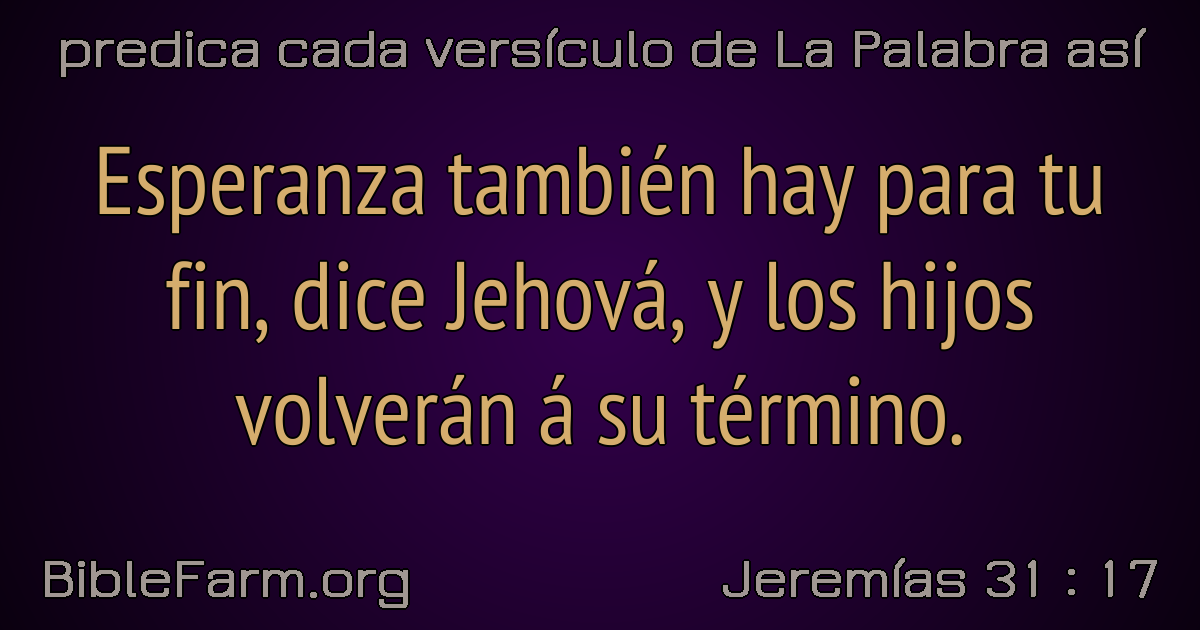 predica cada versículo de La Palabra así
Esperanza también hay para tu
fin, dice Jehová, y los hijos
volverán á su término.
BibleFarm.org
Jeremías 31 : 17